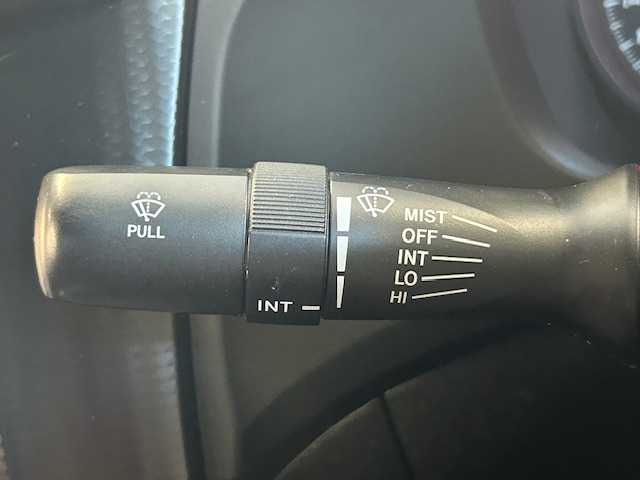 PULL
INT
MIST
OFF
INT
LO
HI